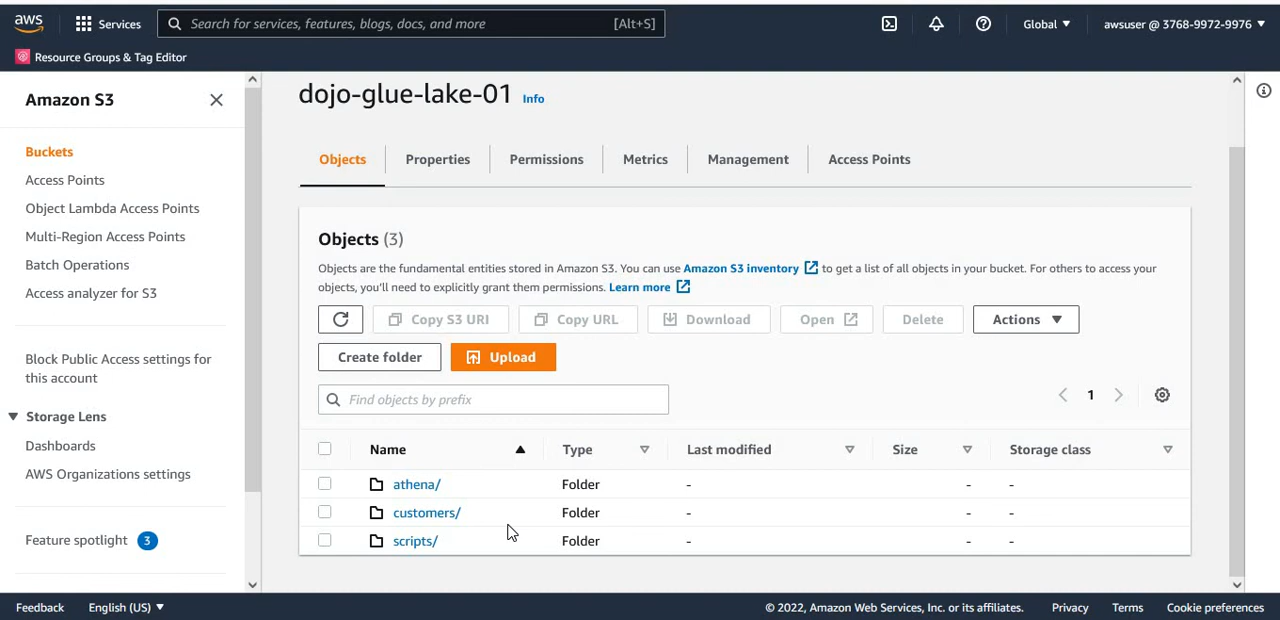 aws Services Search for services, features, blogs, docs, and more [Alt+S] Global awsuser @ 3768-9972-9976
Resource Groups & Tag Editor
Amazon S3
Buckets
Access Points
Object Lambda Access Points
Multi-Region Access Points
Batch Operations
Access analyzer for S3
Block Public Access settings for
this account
Storage Lens
Dashboards
AWS Organizations settings
Feature spotlight 3
dojo-glue-lake-01 Info
Objects Properties Permissions Metrics Management Access Points
Objects (3)
Objects are the fundamental entities stored in Amazon S3. You can use Amazon S3 inventory to get a list of all objects in your bucket. For others to access your
objects, you'll need to explicitly grant them permissions. Learn more
Copy S3 URI Copy URL Download Open Delete Actions
Create folder Upload
Find objects by prefix 1
Name Type Last modified Size Storage class
athena/ Folder - - -
customers/ Folder - - -
scripts/ Folder - - -
Feedback English (US) © 2022, Amazon Web Services, Inc. or its affiliates. Privacy Terms Cookie preferences